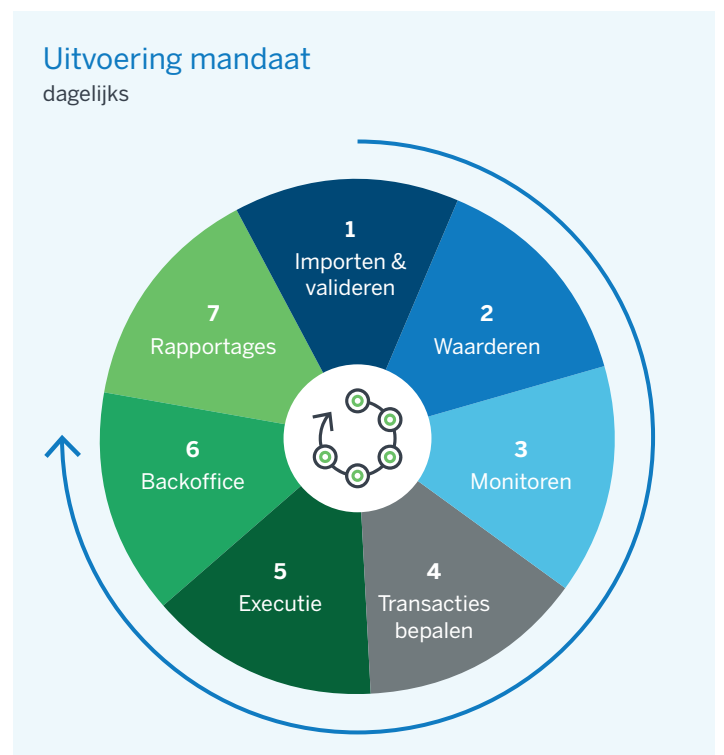 Uitvoering mandaat
dagelijks
1
Importen &
valideren
2
Waarderen
3
Monitoren
4
Transacties
bepalen
5
Executie
6
Backoffice
7
Rapportages